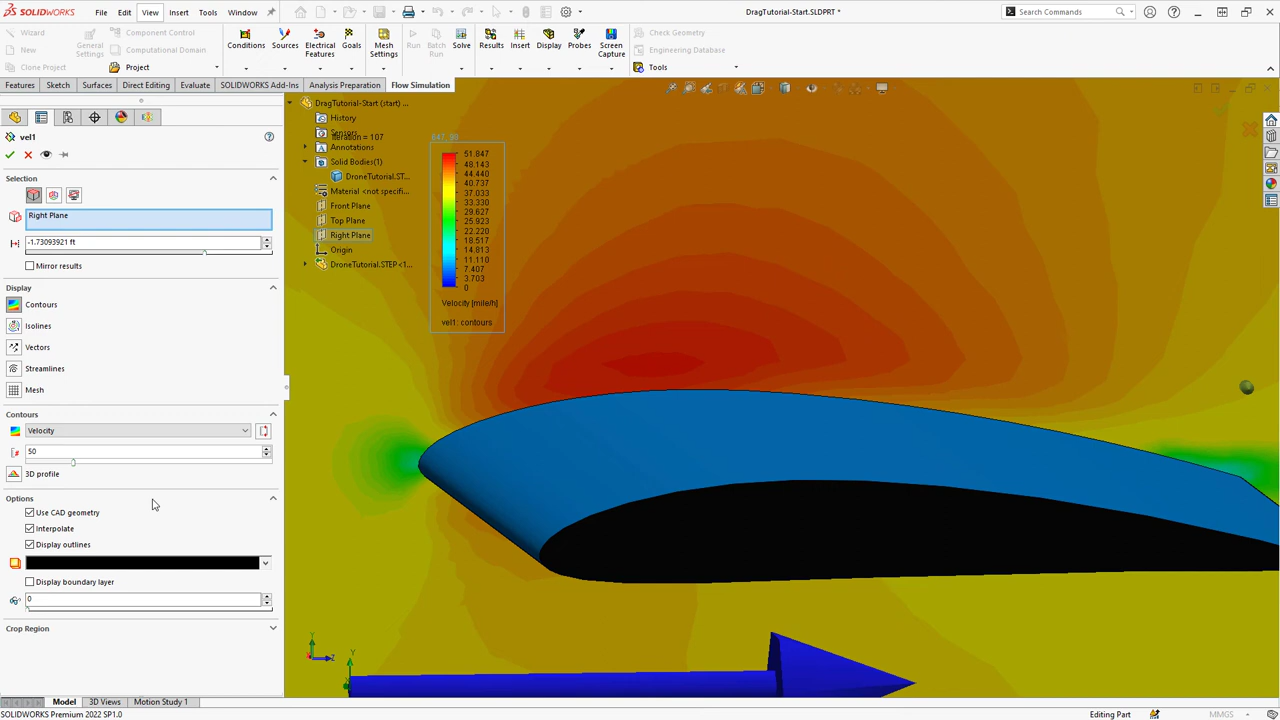 SOLIDWORKS File Edit View Insert Tools Window DragTutorial-Start.SLDPRT * Search Commands
Wizard
New
Clone Project
General
Settings
Component Control
Computational Domain
Project
Conditions Sources Electrical
Features Goals Mesh
Settings Run Batch
Run Solve Results Insert Display Probes Screen
Capture
Check Geometry
Engineering Database
Tools
Features Sketch Surfaces Direct Editing Evaluate SOLIDWORKS Add-Ins Analysis Preparation Flow Simulation
vel1
Selection
Right Plane
-1.73093921 ft
Mirror results
Display
Contours
Isolines
Vectors
Streamlines
Mesh
Contours
Velocity
50
3D profile
Options
Use CAD geometry
Interpolate
Display outlines
Display boundary layer
0
Crop Region
DragTutorial-Start (start) ...
History
Sensors
Iteration = 107
Annotations
Solid Bodies(1)
DroneTutorial.ST...
Material <not specifi...
Front Plane
Top Plane
Right Plane
Origin
DroneTutorial.STEP<1...
51.847
48.143
44.440
40.737
37.033
33.330
29.627
25.923
22.220
18.517
14.813
11.110
7.407
3.703
0
Velocity [mile/h]
vel1: contours
Y
Z
Y
Model 3D Views Motion Study 1
SOLIDWORKS Premium 2022 SP1.0 Editing Part MMGS